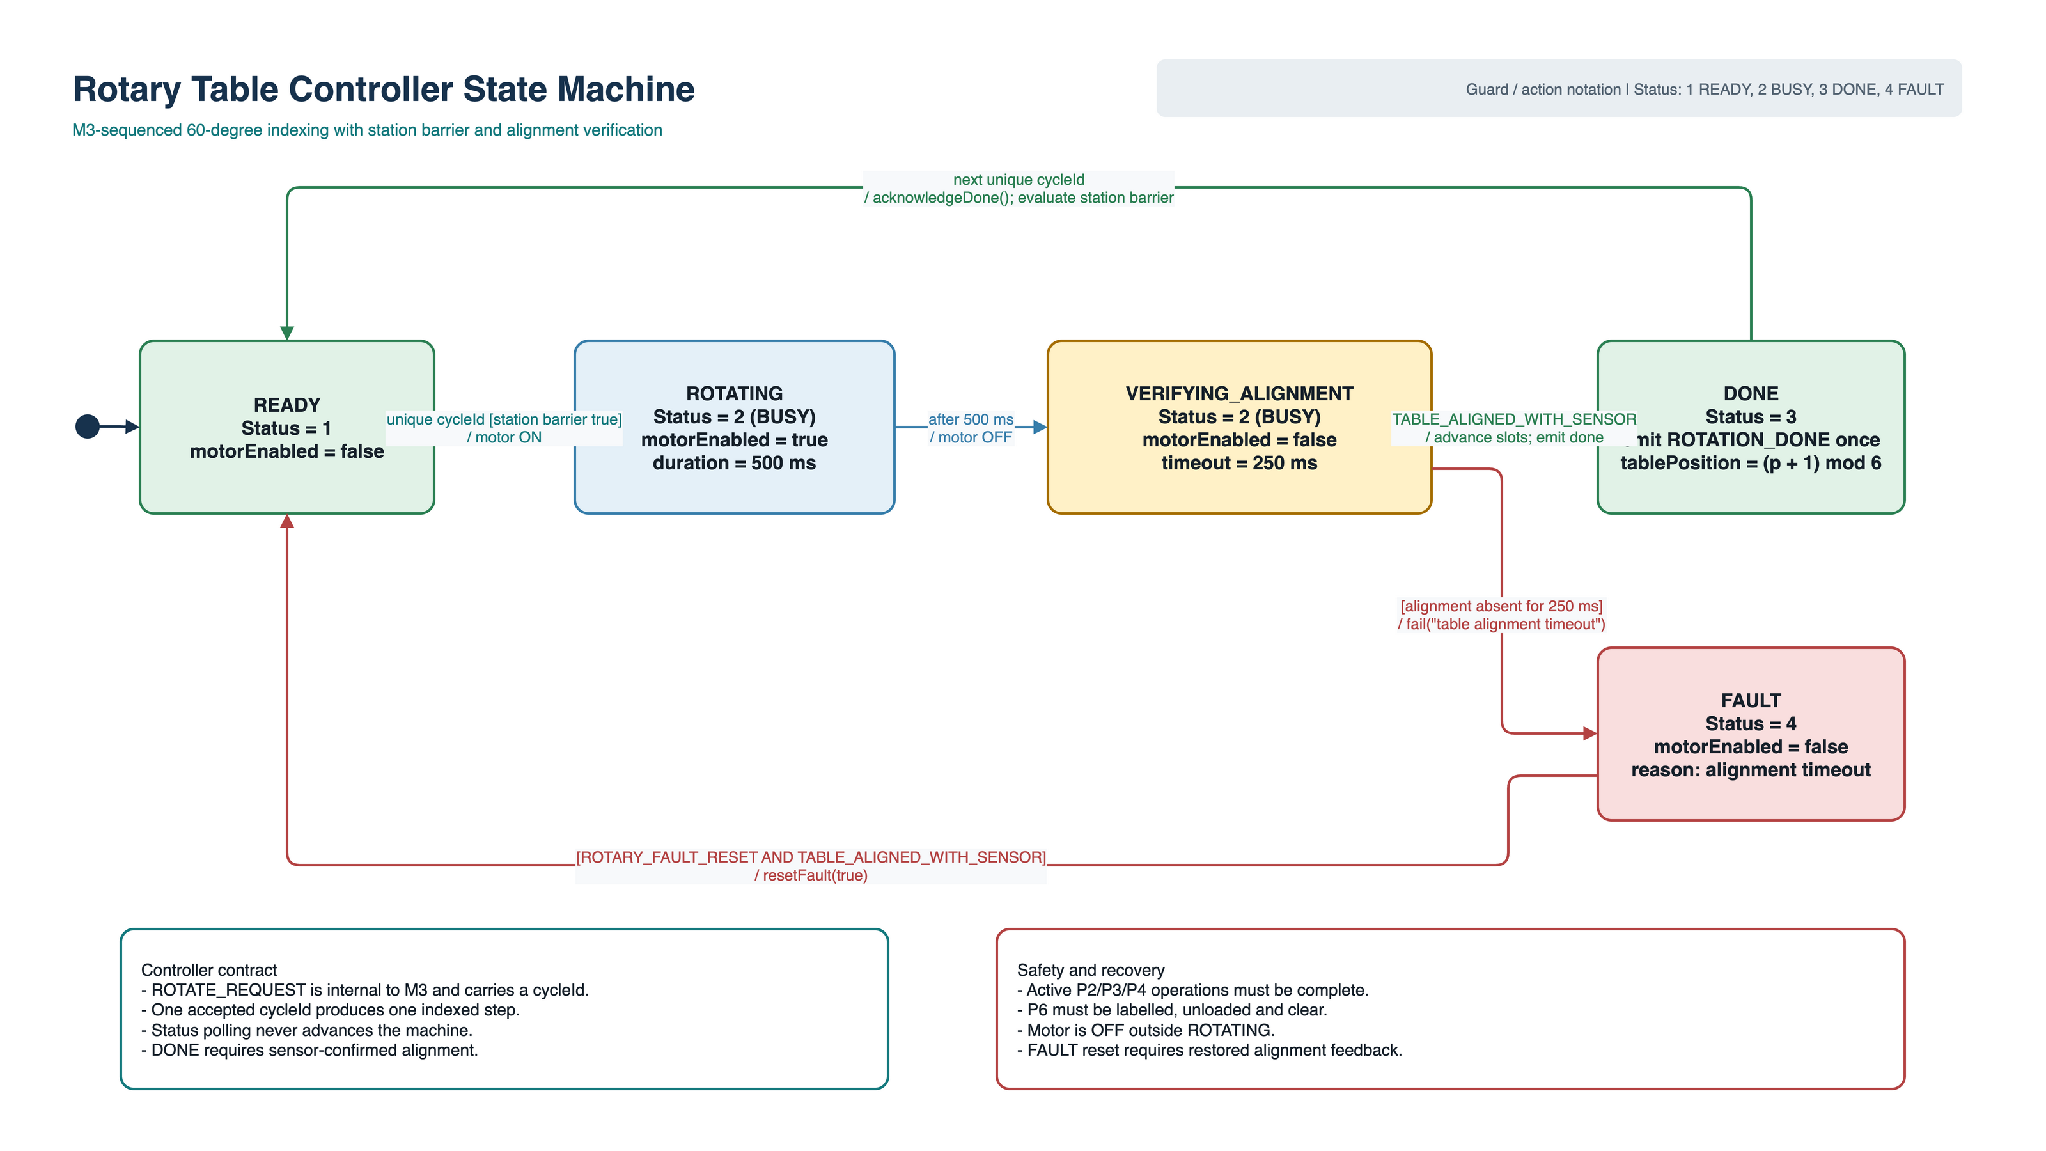 Rotary Table Controller State Machine
M3-sequenced 60-degree indexing with station barrier and alignment verification
Guard / action notation | Status: 1 READY, 2 BUSY, 3 DONE, 4 FAULT
next unique cycleId
/ acknowledgeDone(); evaluate station barrier
READY
Status = 1
motorEnabled = false
unique cycleId [station barrier true]
/ motor ON
ROTATING
Status = 2 (BUSY)
motorEnabled = true
duration = 500 ms
after 500 ms
/ motor OFF
VERIFYING_ALIGNMENT
Status = 2 (BUSY)
motorEnabled = false
timeout = 250 ms
TABLE_ALIGNED_WITH_SENSOR
/ advance slots; emit done
DONE
Status = 3
mit ROTATION_DONE once
tablePosition = (p + 1) mod 6
[alignment absent for 250 ms]
/ fail("table alignment timeout")
FAULT
Status = 4
motorEnabled = false
reason: alignment timeout
[ROTARY_FAULT_RESET AND TABLE_ALIGNED_WITH_SENSOR]
/ resetFault(true)
Controller contract
- ROTATE_REQUEST is internal to M3 and carries a cycleId.
- One accepted cycleId produces one indexed step.
- Status polling never advances the machine.
- DONE requires sensor-confirmed alignment.
Safety and recovery
- Active P2/P3/P4 operations must be complete.
- P6 must be labelled, unloaded and clear.
- Motor is OFF outside ROTATING.
- FAULT reset requires restored alignment feedback.